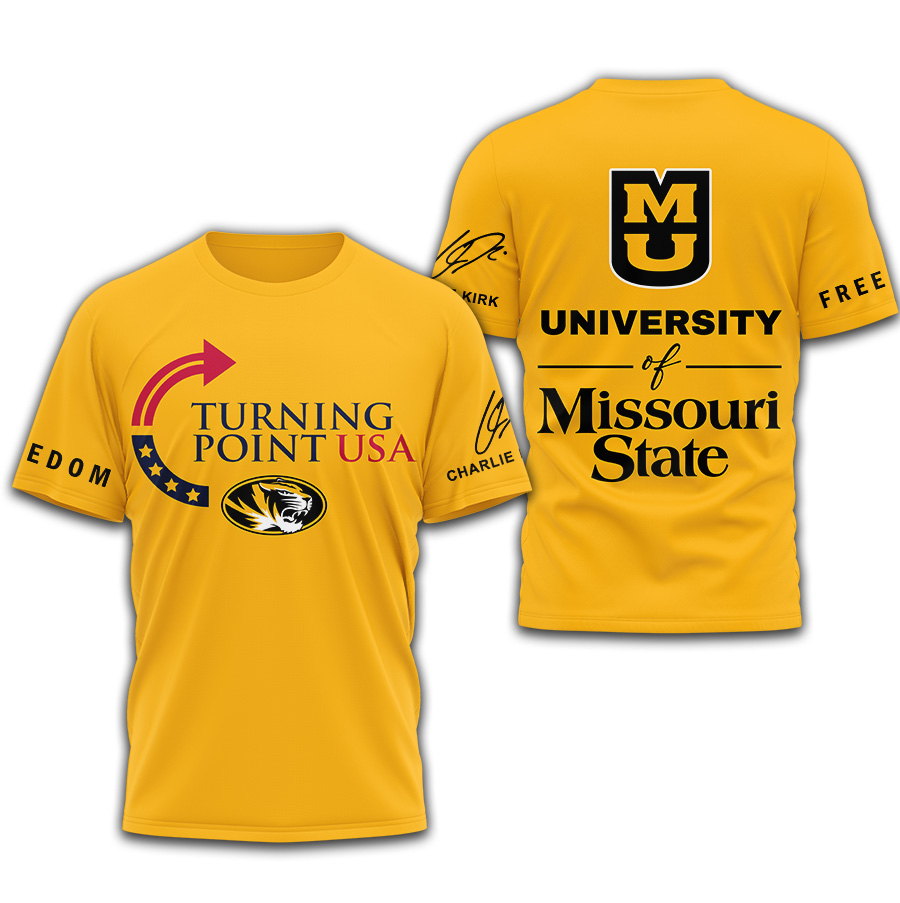 TURNING
POINT USA
EDOM
CHARLIE
KIRK
FREE
MU
UNIVERSITY
of
Missouri
State